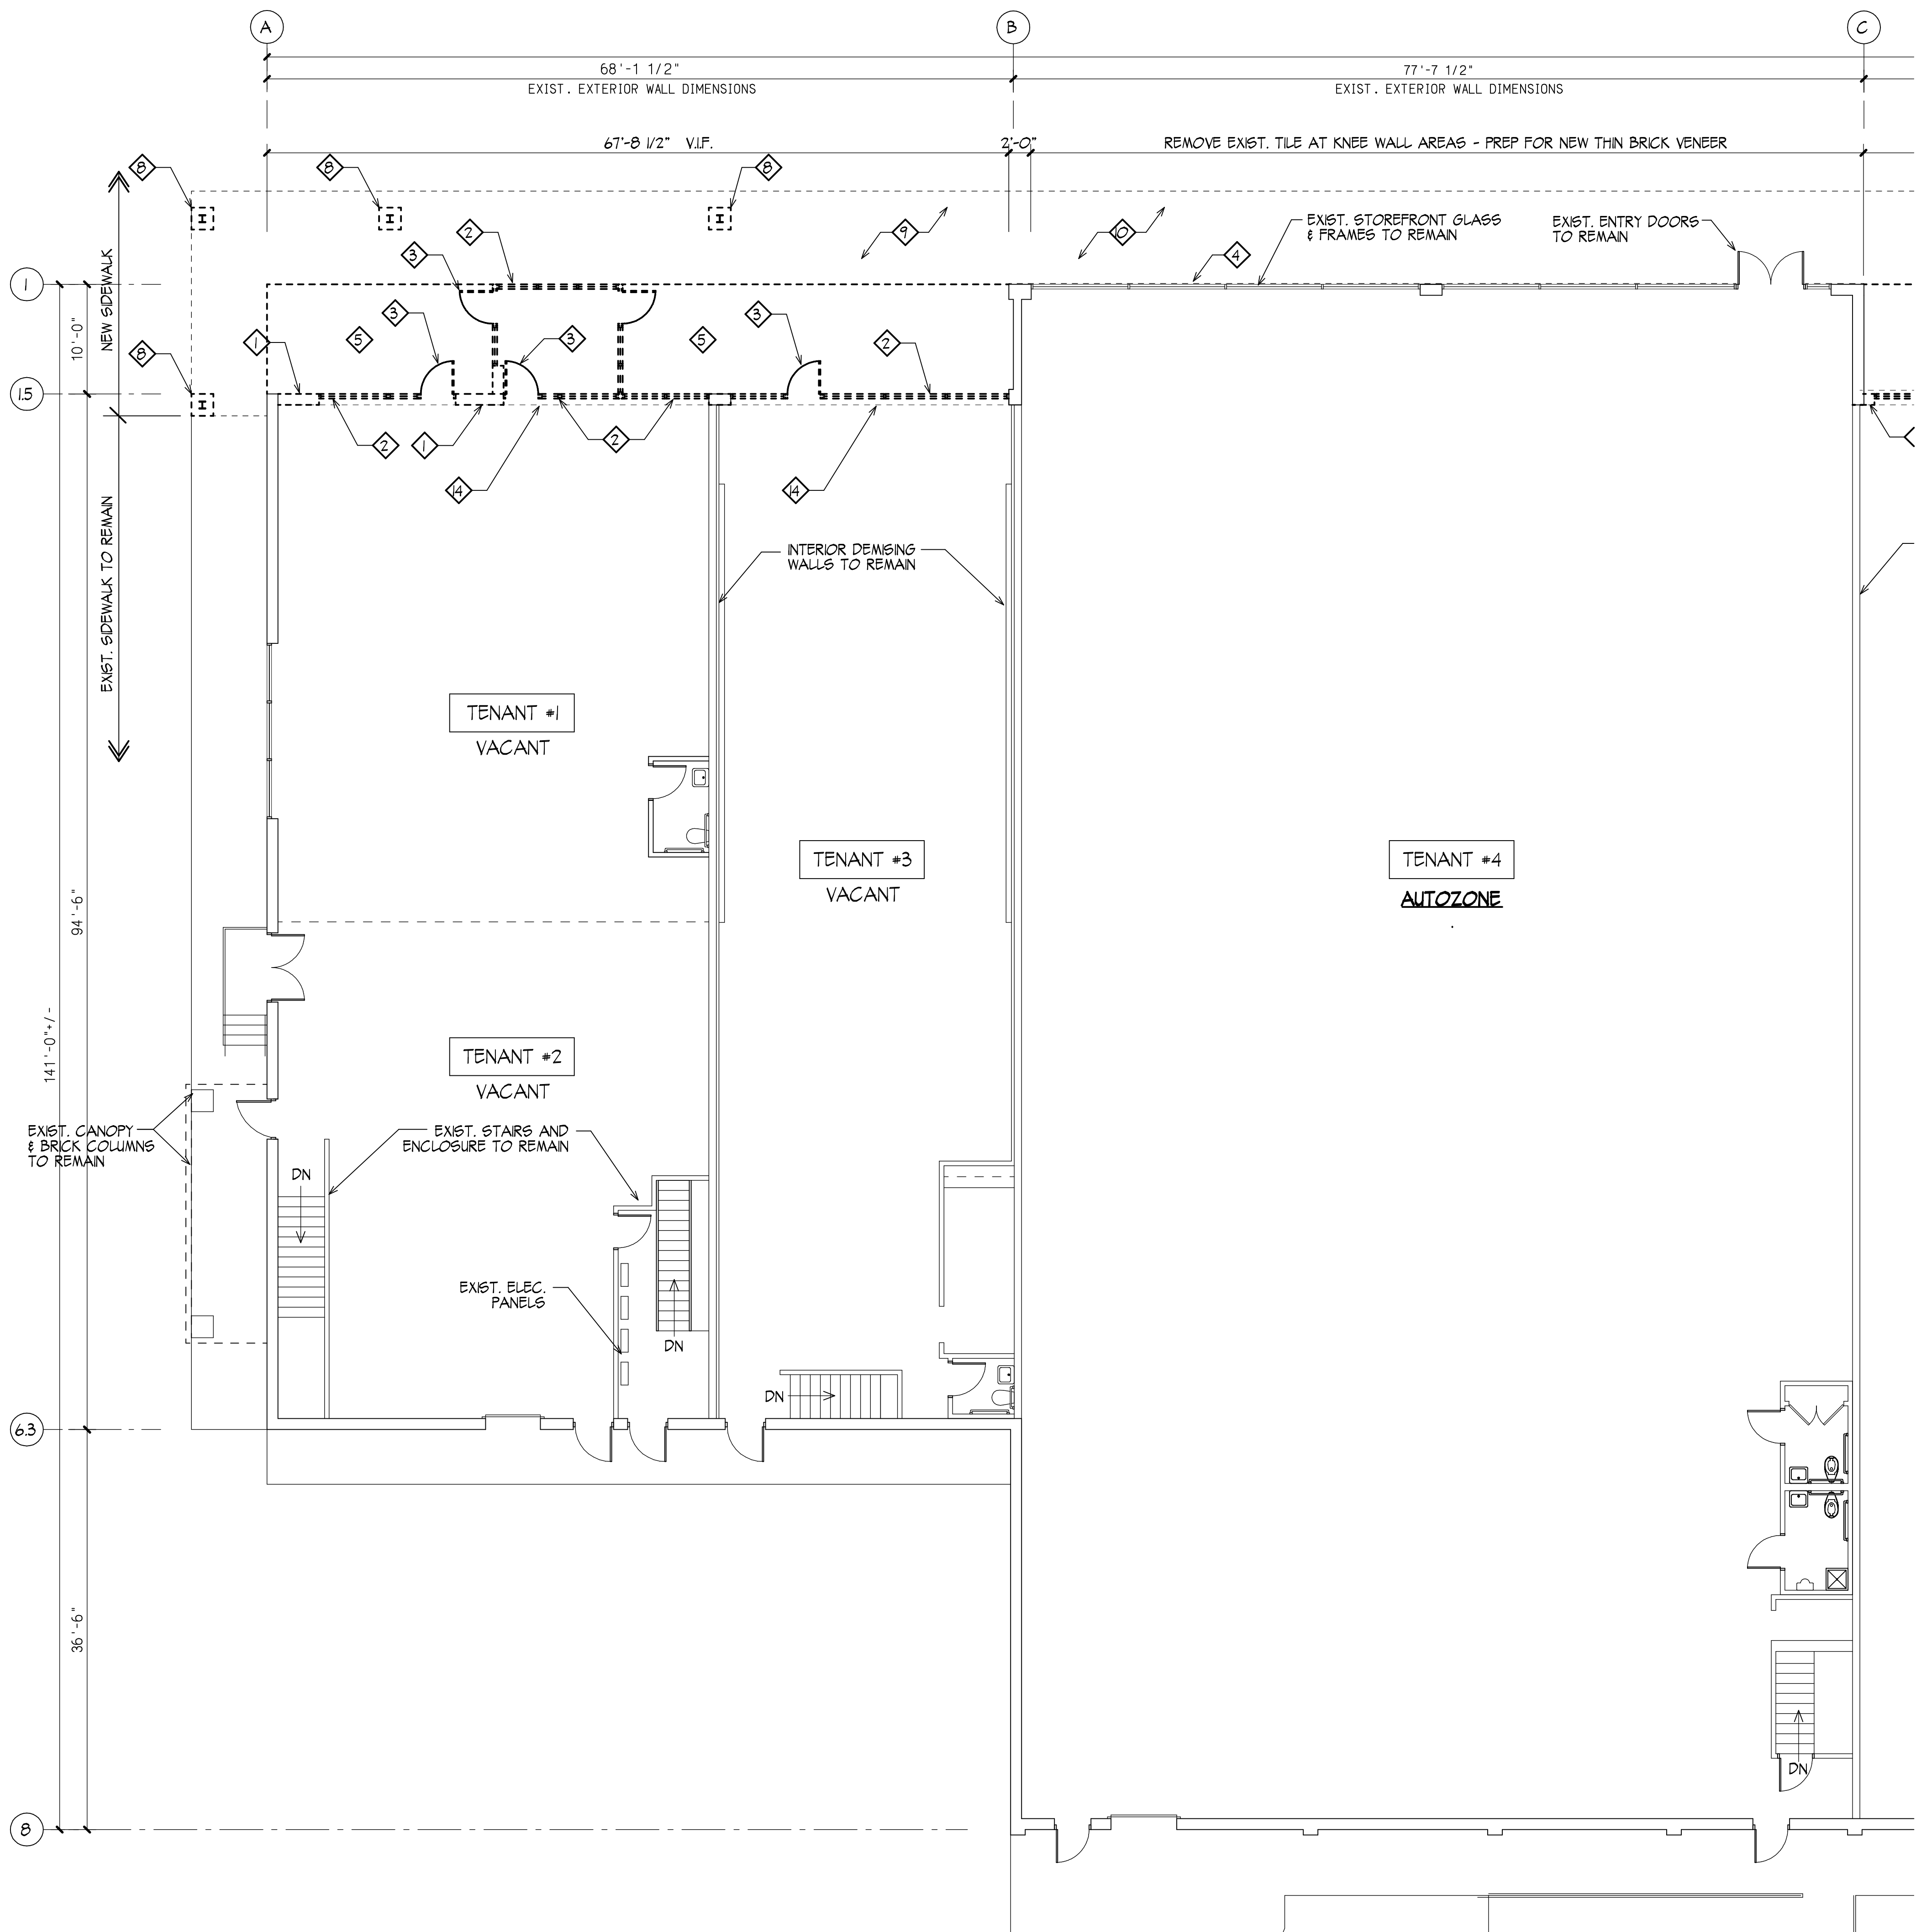 A
B
C
68'-1 1/2"
77'-7 1/2"
EXIST. EXTERIOR WALL DIMENSIONS
EXIST. EXTERIOR WALL DIMENSIONS
67'-8 1/2" V.I.F.
2'-0"
REMOVE EXIST. TILE AT KNEE WALL AREAS - PREP FOR NEW THIN BRICK VENEER
8
8
8
2
9
10
EXIST. STOREFRONT GLASS
& FRAMES TO REMAIN
EXIST. ENTRY DOORS
TO REMAIN
3
4
1
NEW SIDEWALK
10'-0"
3
3
3
1
5
5
2
8
1.5
2
1
2
14
14
EXIST. SIDEWALK TO REMAIN
INTERIOR DEMISING
WALLS TO REMAIN
TENANT #1
VACANT
TENANT #3
VACANT
TENANT #4
AUTOZONE
94'-6"
141'-0"+/-
TENANT #2
VACANT
EXIST. CANOPY
& BRICK COLUMNS
TO REMAIN
EXIST. STAIRS AND
ENCLOSURE TO REMAIN
DN
EXIST. ELEC.
PANELS
DN
DN
6.3
36'-6"
DN
8